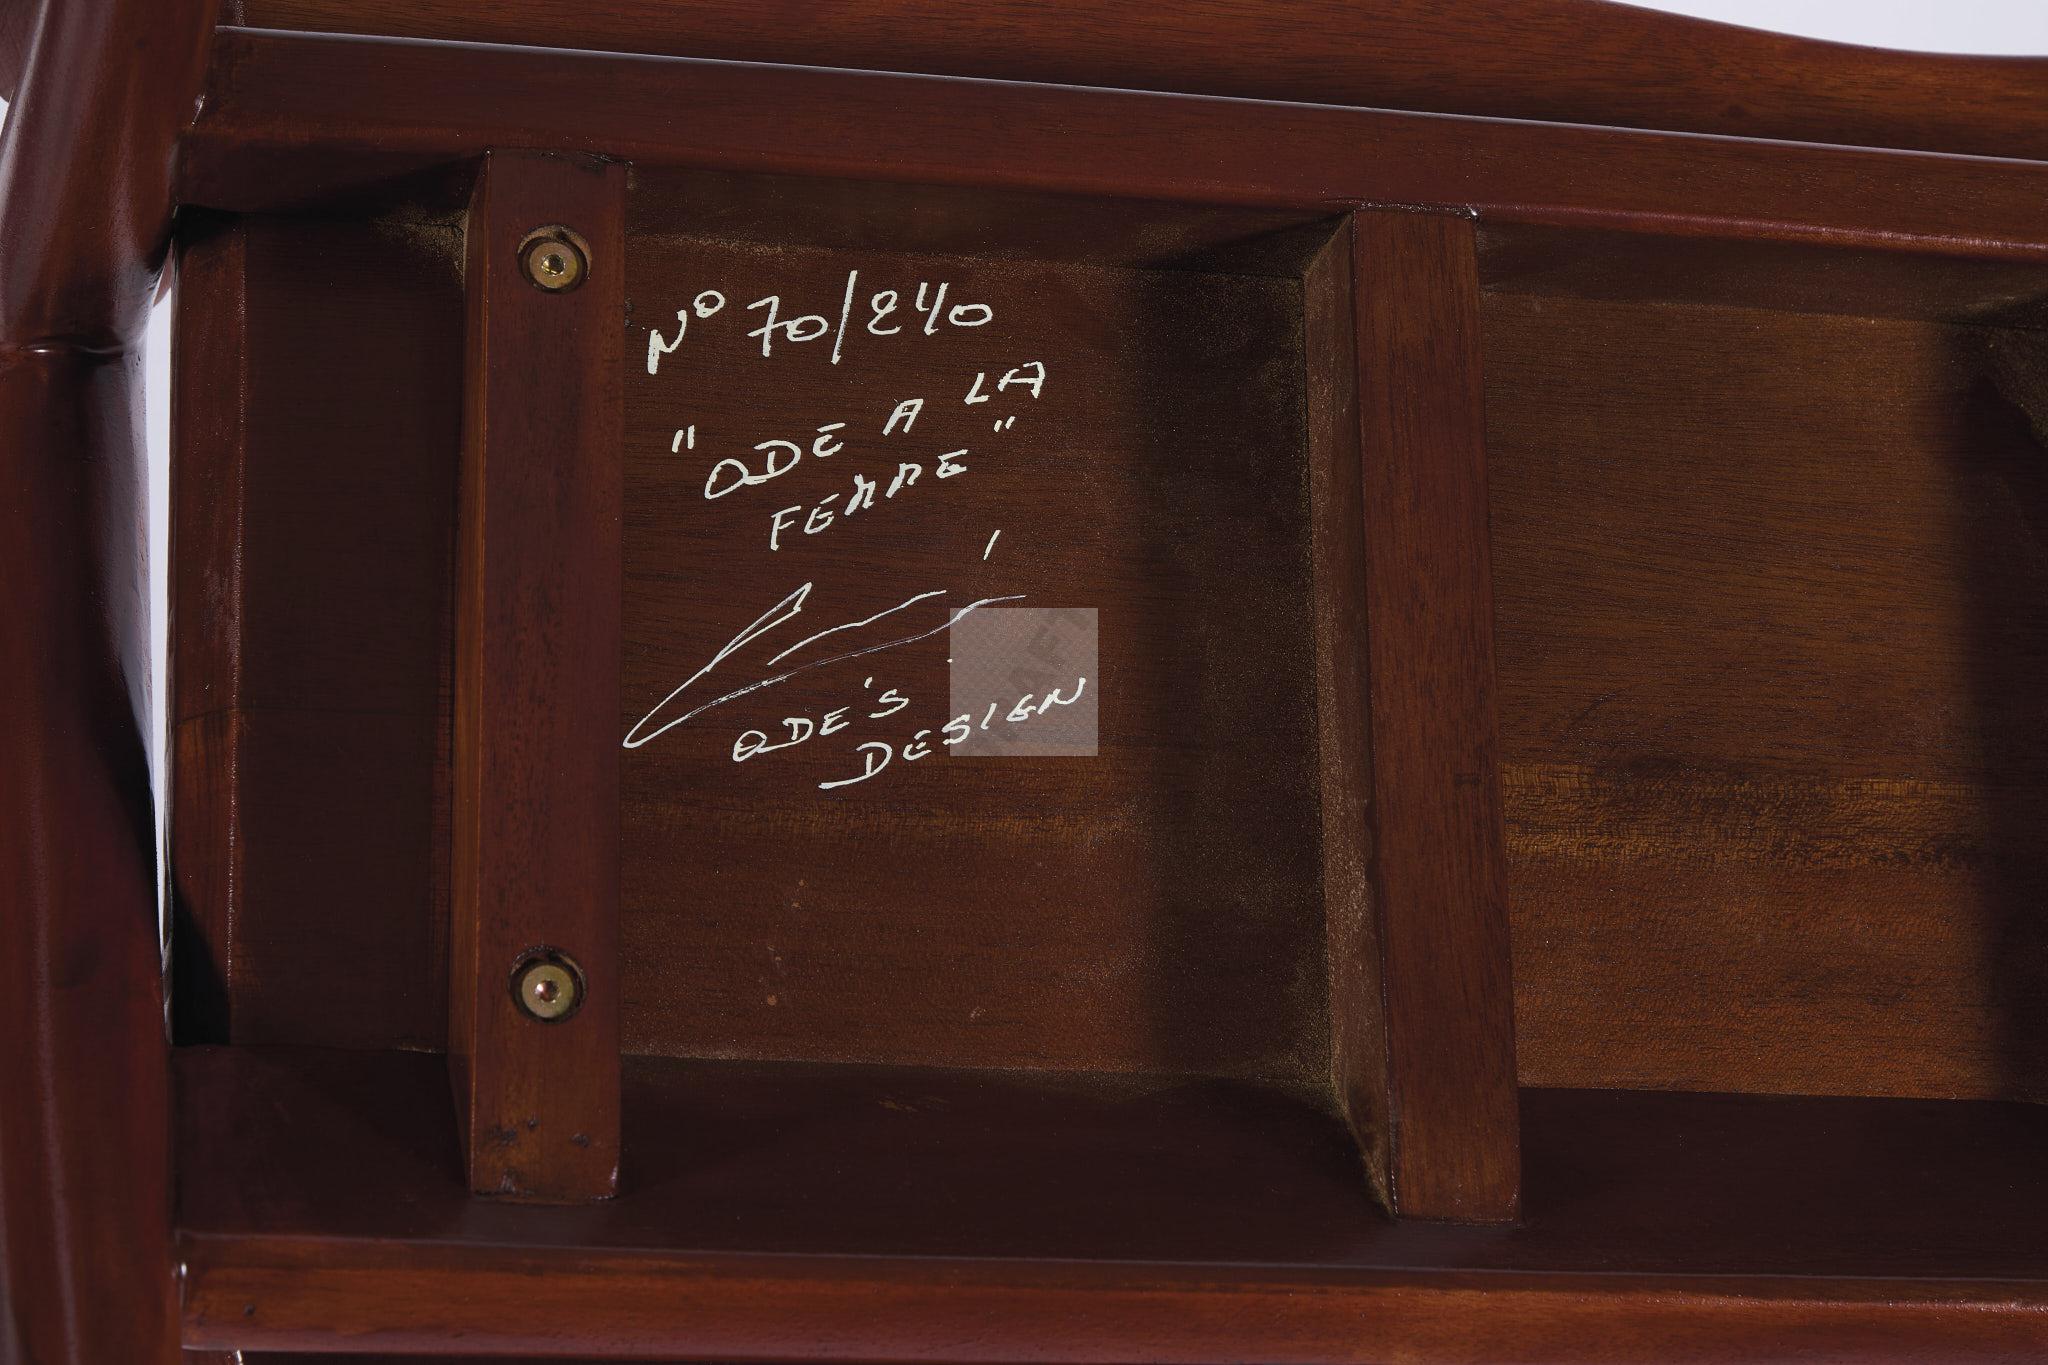 N° 70/240
"ODE A LA
FEMME"
ODE'S
DESIGN